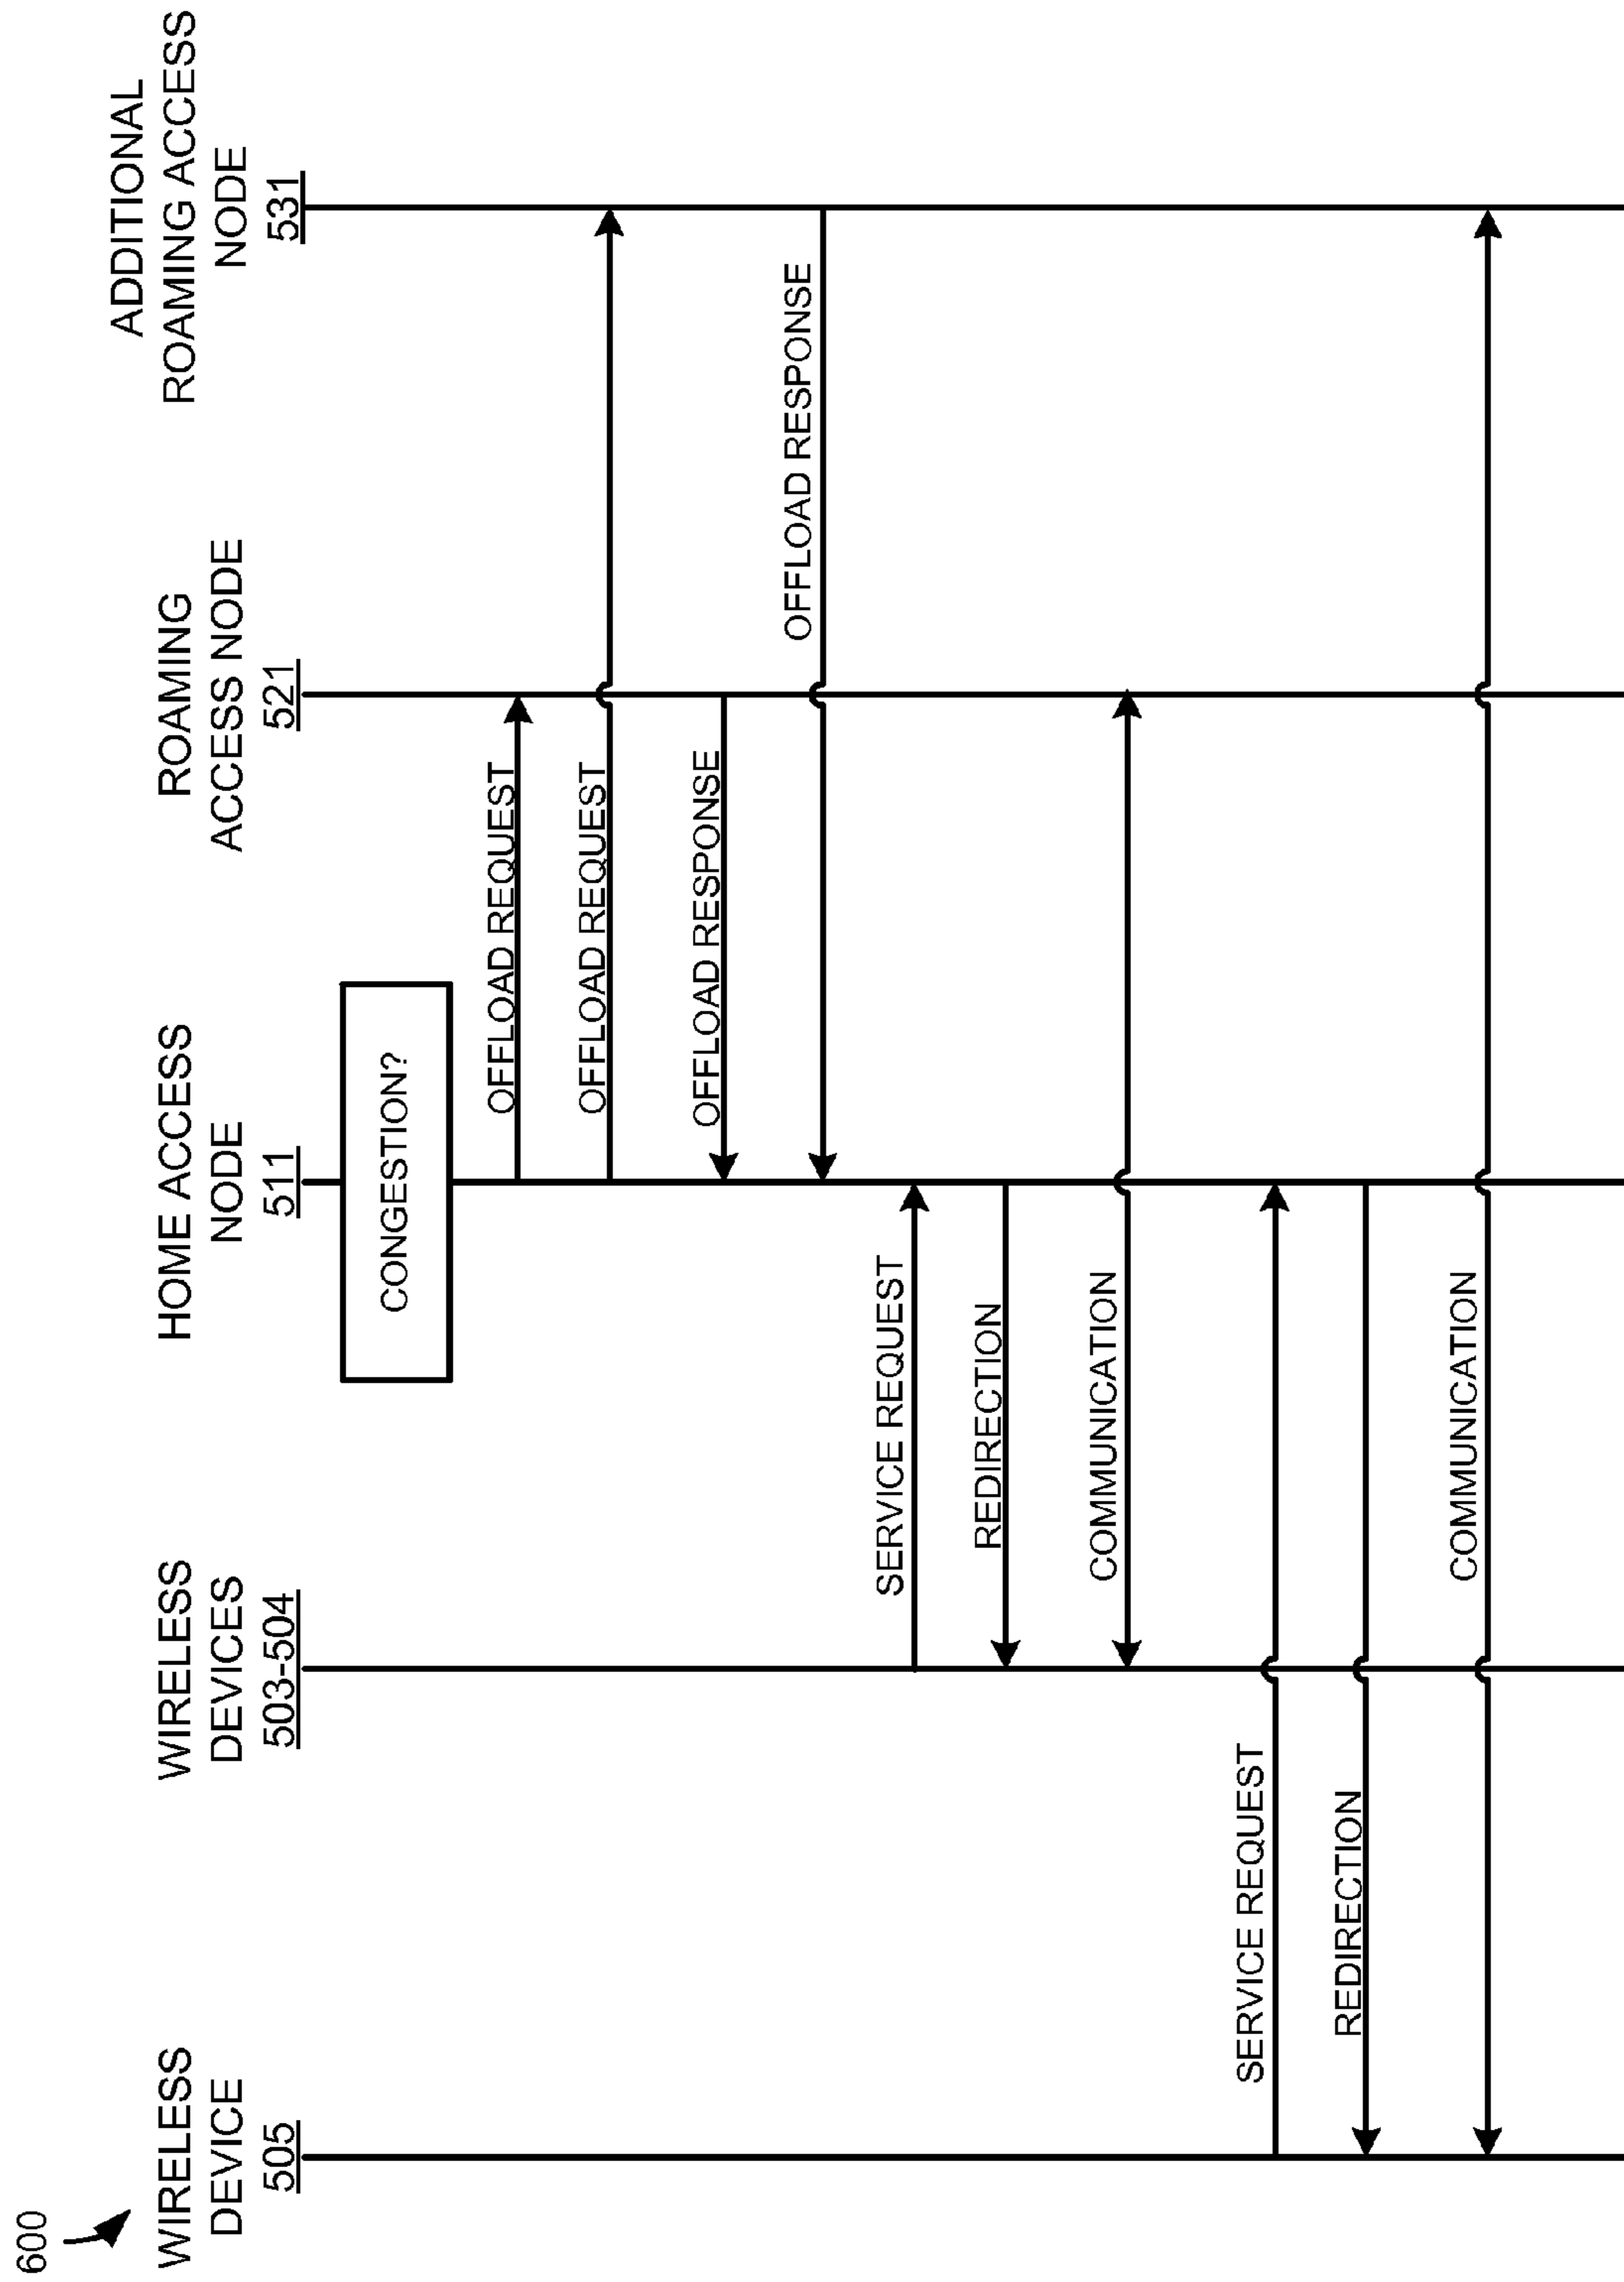 600
WIRELESS
DEVICE
505
WIRELESS
DEVICES
503-504
HOME ACCESS
NODE
511
ROAMING
ACCESS NODE
521
ADDITIONAL
ROAMING ACCESS
NODE
531
CONGESTION?
OFFLOAD REQUEST
OFFLOAD REQUEST
OFFLOAD RESPONSE
OFFLOAD RESPONSE
SERVICE REQUEST
REDIRECTION
COMMUNICATION
SERVICE REQUEST
REDIRECTION
COMMUNICATION